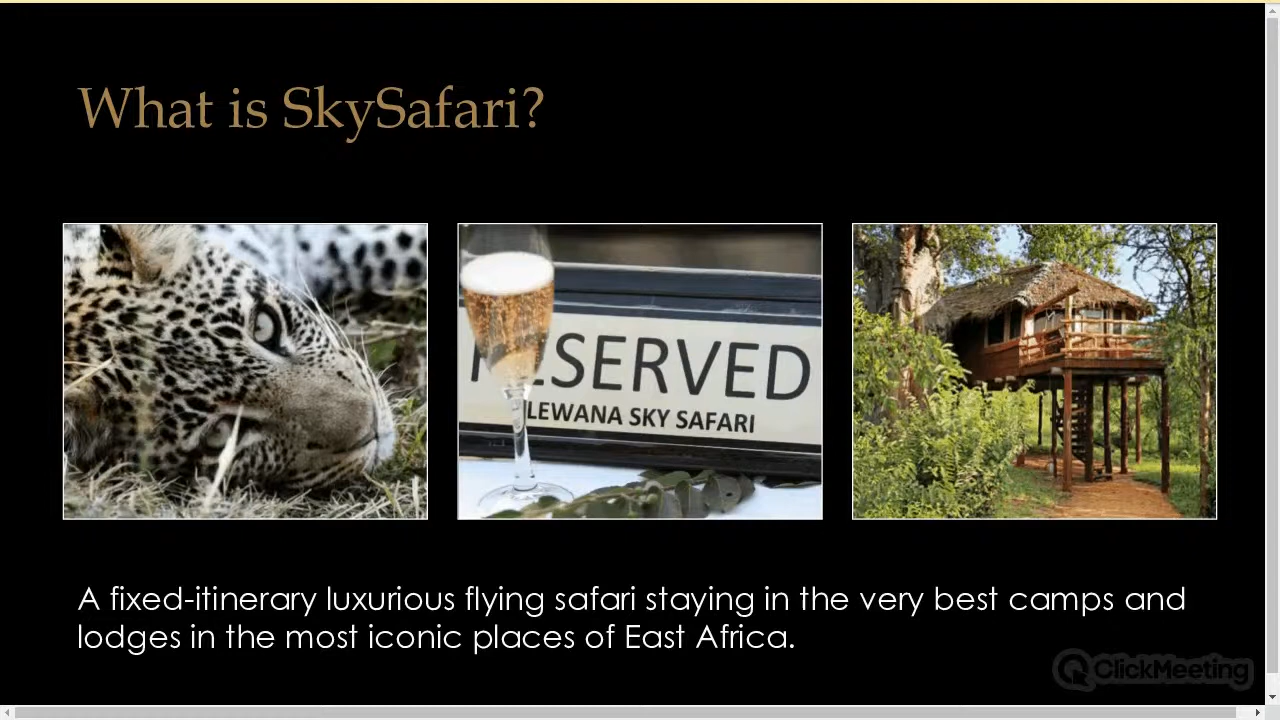 What is SkySafari?
RESERVED
LEWANA SKY SAFARI
A fixed-itinerary luxurious flying safari staying in the very best camps and
lodges in the most iconic places of East Africa.
ClickMeeting